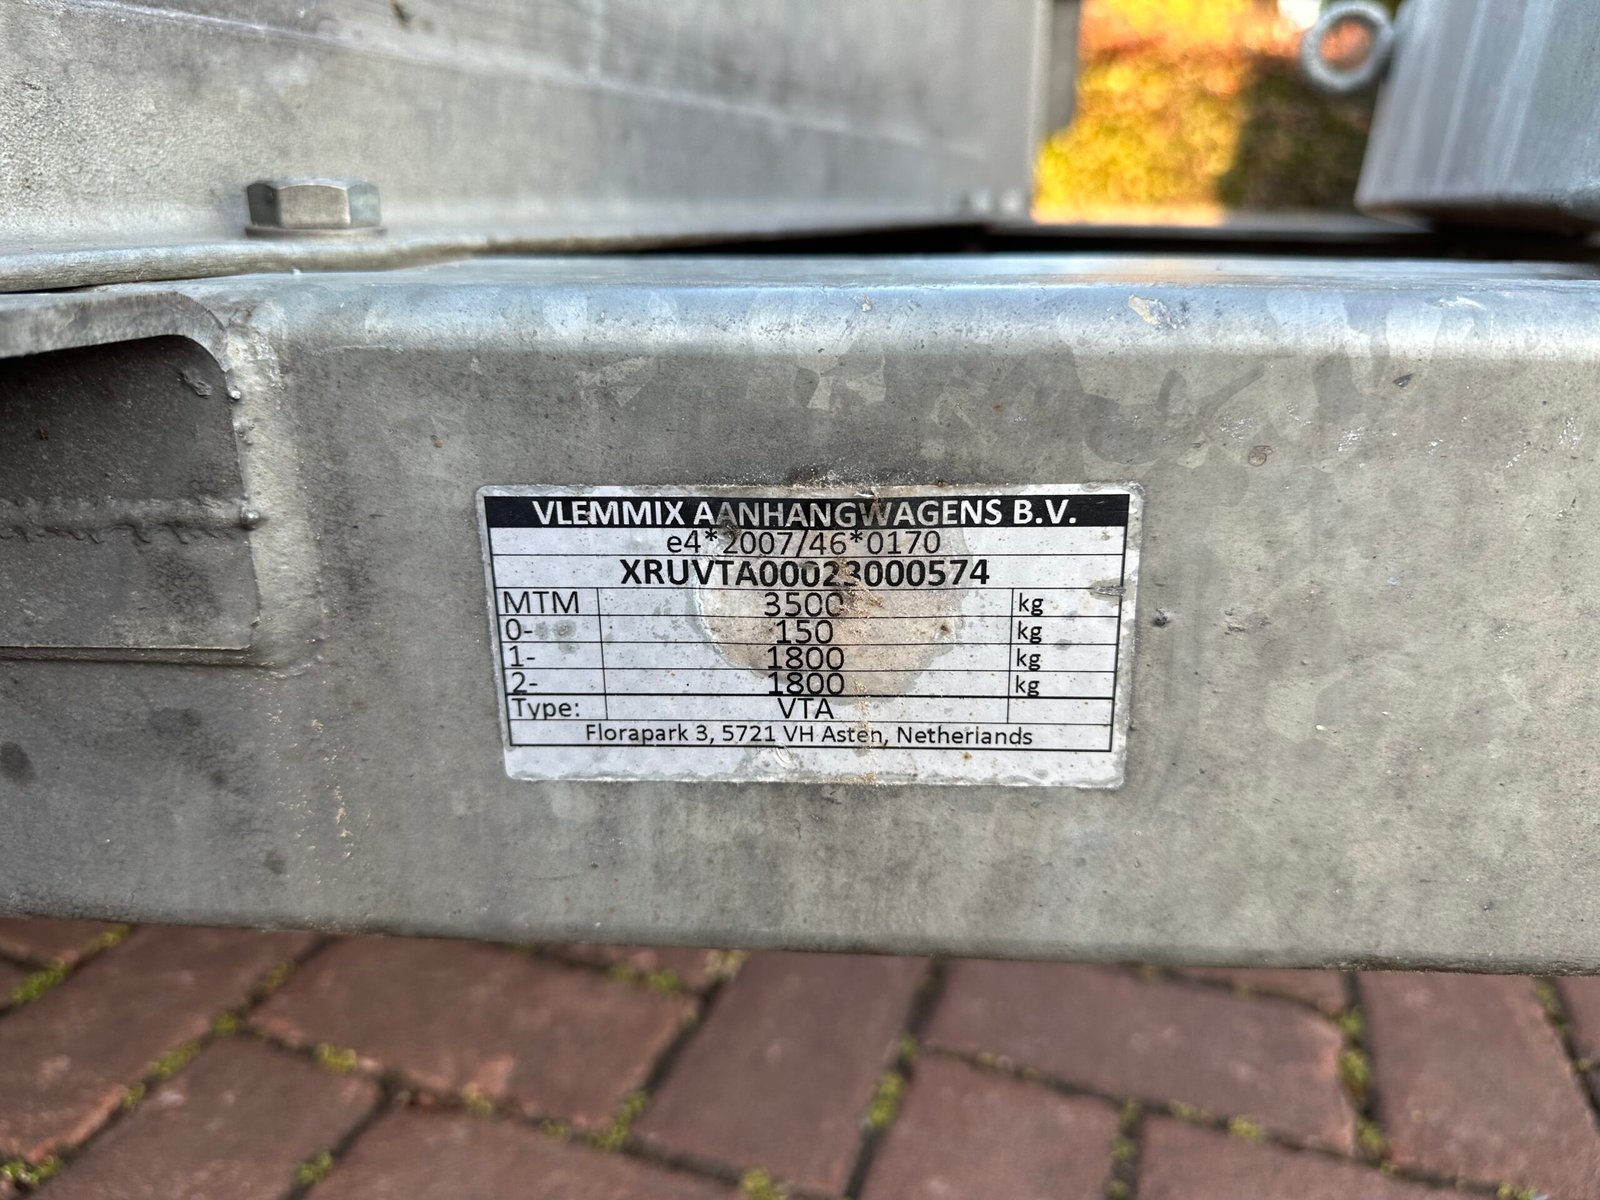 VLEMMIX AANHANGWAGENS B.V.
e4*2007/46*0170
XRUVTA00023000574
MTM 3500 kg
0- 150 kg
1- 1800 kg
2- 1800 kg
Type: VTA
Florapark 3, 5721 VH Asten, Netherlands